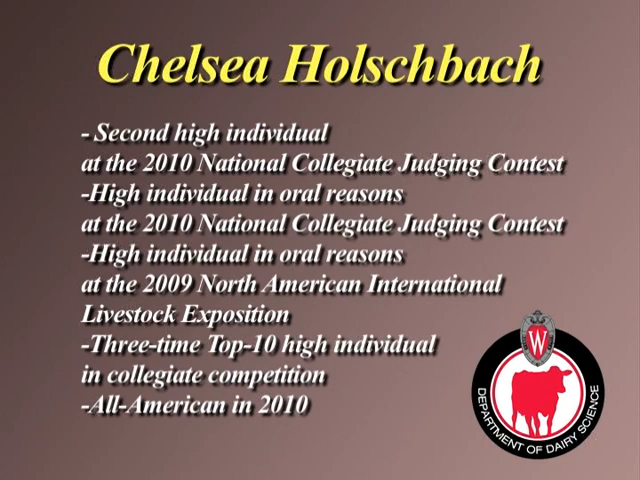 Chelsea Holschbach
- Second high individual
at the 2010 National Collegiate Judging Contest
-High individual in oral reasons
at the 2010 National Collegiate Judging Contest
-High individual in oral reasons
at the 2009 North American International
Livestock Exposition
-Three-time Top-10 high individual
in collegiate competition
-All-American in 2010
W
DEPARTMENT OF DAIRY SCIENCE